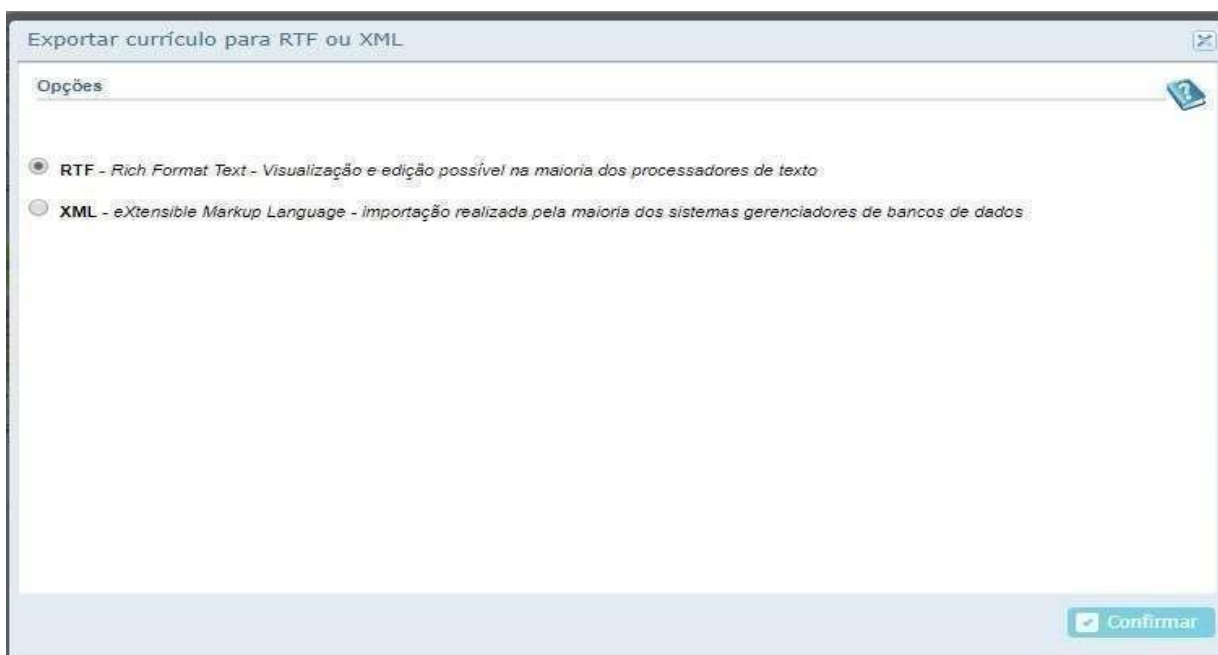 Exportar currículo para RTF ou XML
Opções
RTF - Rich Format Text - Visualização e edição possível na maioria dos processadores de texto
XML - eXtensible Markup Language - importação realizada pela maioria dos sistemas gerenciadores de bancos de dados
Confirmar